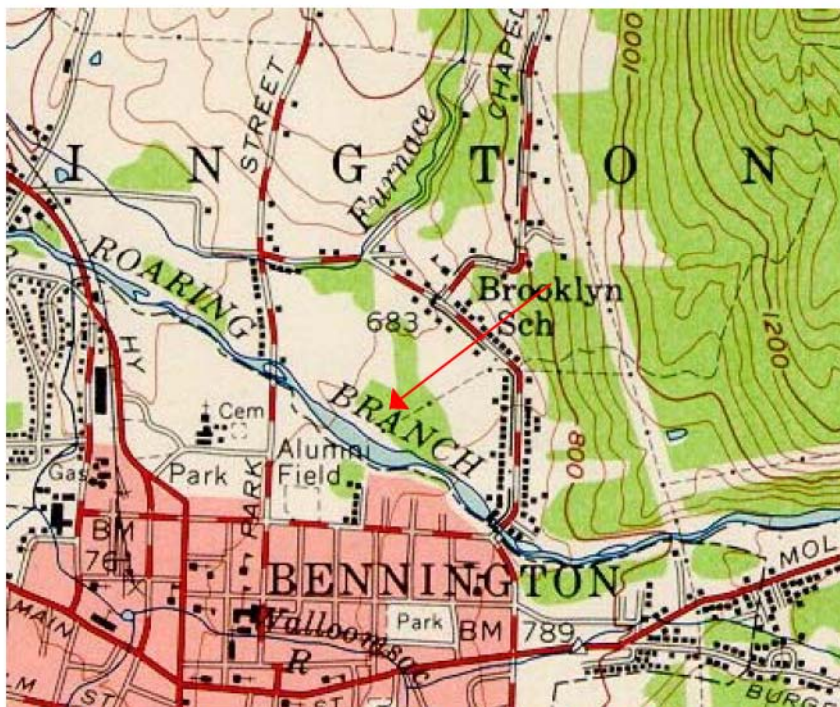 CHAPEL
1000
STREET
Furnace
INGTON
ROARING
Brooklyn
Sch
683
HY
1200
BRANCH
Cem
800
Alumni
Field
Gas
Park
PARK
BM
BENNINGTON
MOL
MAIN
Walloomsac
R
Park
BM 789
ST
ST
BURG